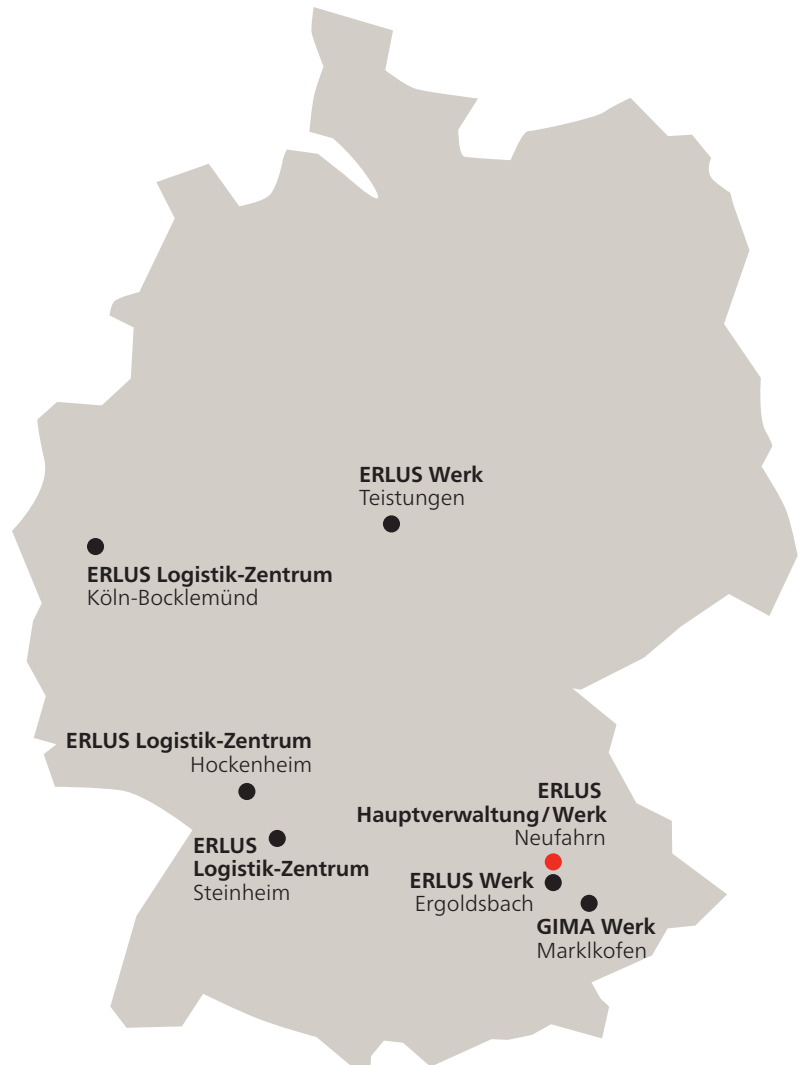 ERLUS Werk
Teistungen
ERLUS Logistik-Zentrum
Köln-Bocklemünd
ERLUS Logistik-Zentrum
Hockenheim
ERLUS
Logistik-Zentrum
Steinheim
ERLUS
Hauptverwaltung/Werk
Neufahrn
ERLUS Werk
Ergoldsbach
GIMA Werk
Marklkofen